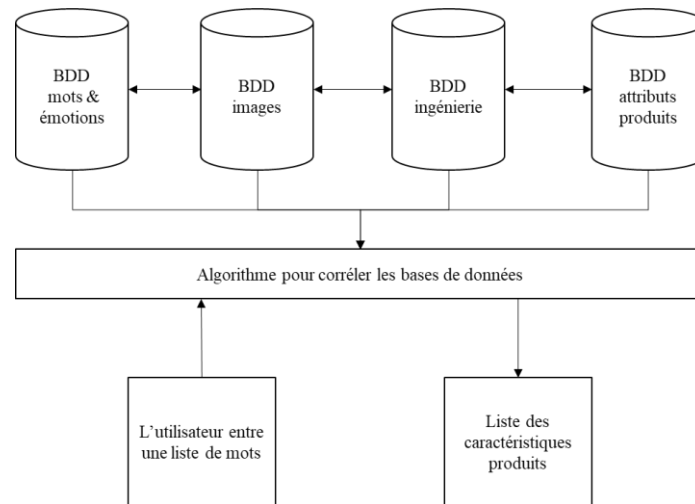 BDD
mots &
émotions
BDD
images
BDD
ingénierie
BDD
attributs
produits
Algorithme pour corréler les bases de données
L’utilisateur entre
une liste de mots
Liste des
caractéristiques
produits